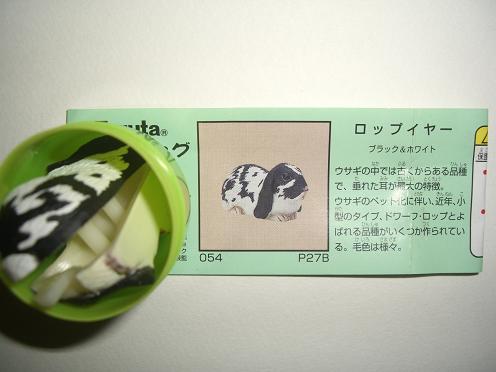 uta®
ング
ロップイヤー
ブラック＆ホワイト
ウサギの中では古くからある品種
で、垂れた耳が最大の特徴。
ウサギのペット化に伴い、近年、小
型のタイプ、ドワーフ・ロップとよ
ばれる品種がいくつか作られてい
る。毛色は様々。
054
P27B